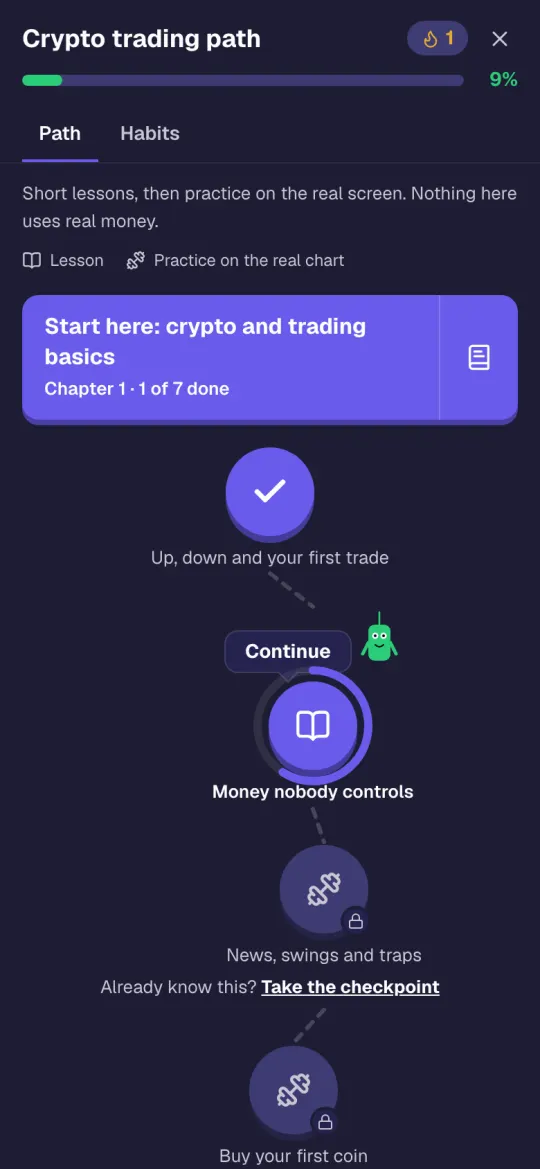 Crypto trading path
1
9%
Path
Habits
Short lessons, then practice on the real screen. Nothing here
uses real money.
Lesson
Practice on the real chart
Start here: crypto and trading
basics
Chapter 1 · 1 of 7 done
Up, down and your first trade
Continue
Money nobody controls
News, swings and traps
Already know this? Take the checkpoint
Buy your first coin